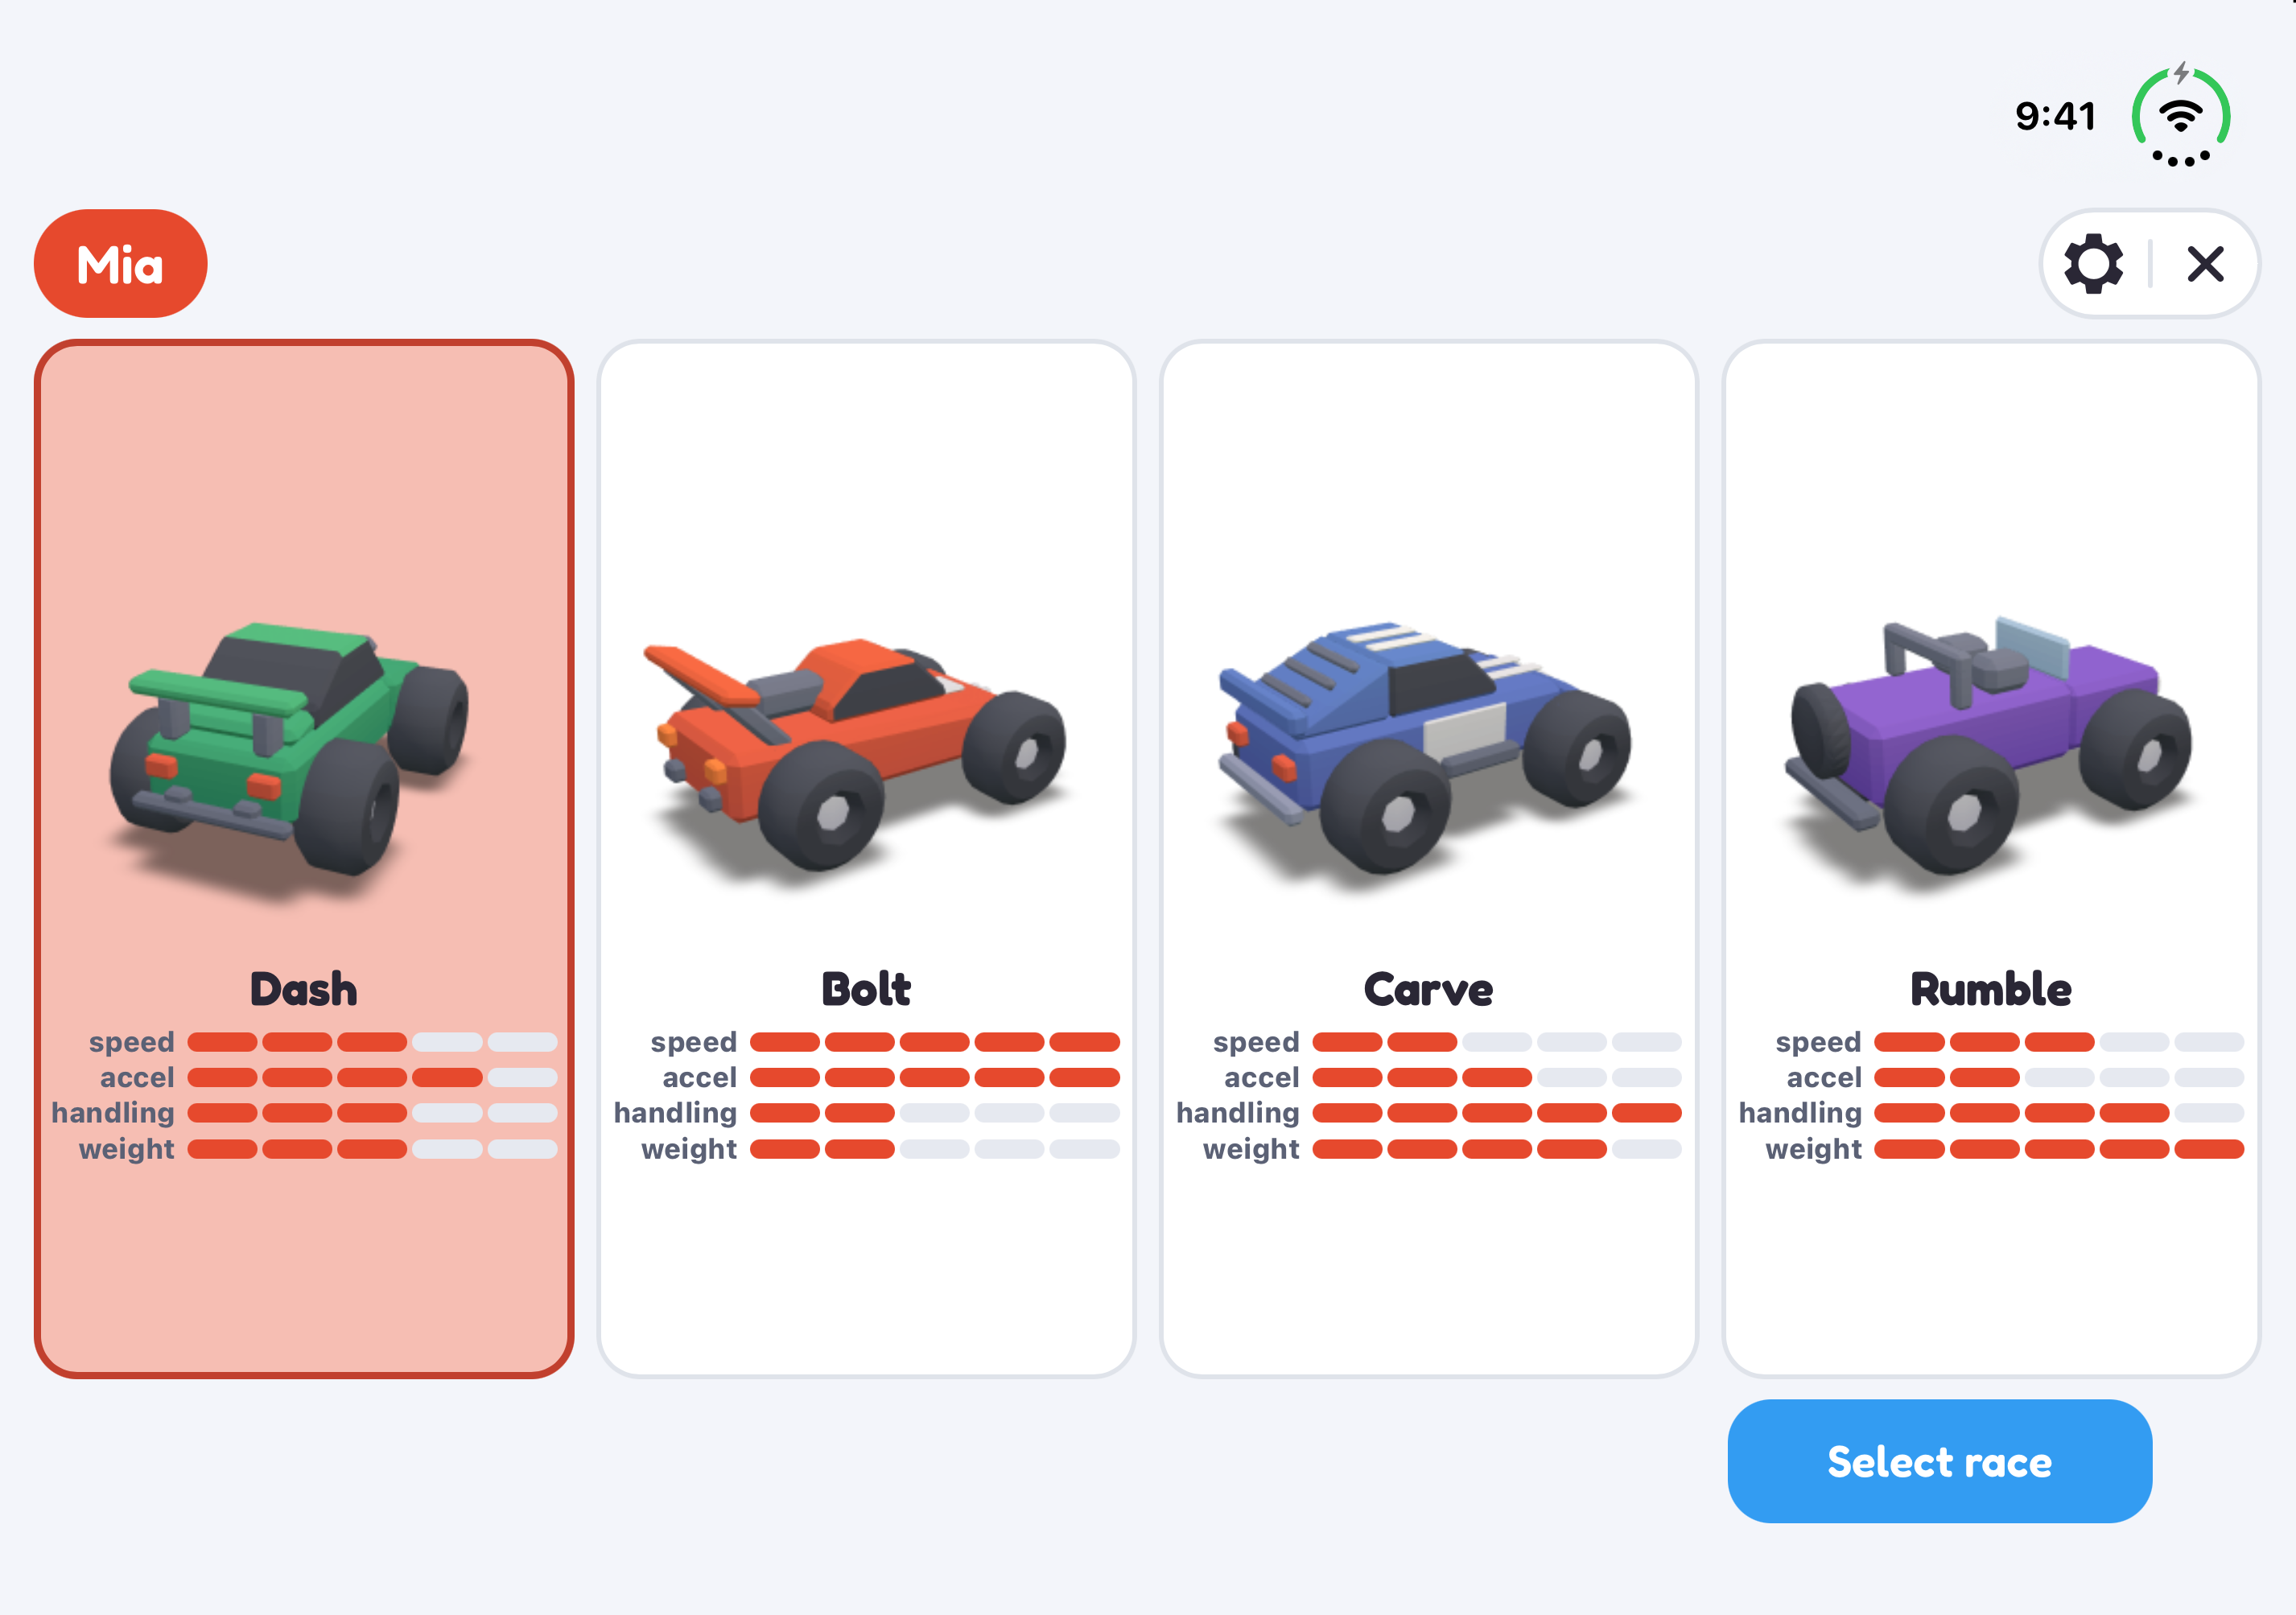 9:41
Mia
Dash
speed
accel
handling
weight
Bolt
speed
accel
handling
weight
Carve
speed
accel
handling
weight
Rumble
speed
accel
handling
weight
Select race